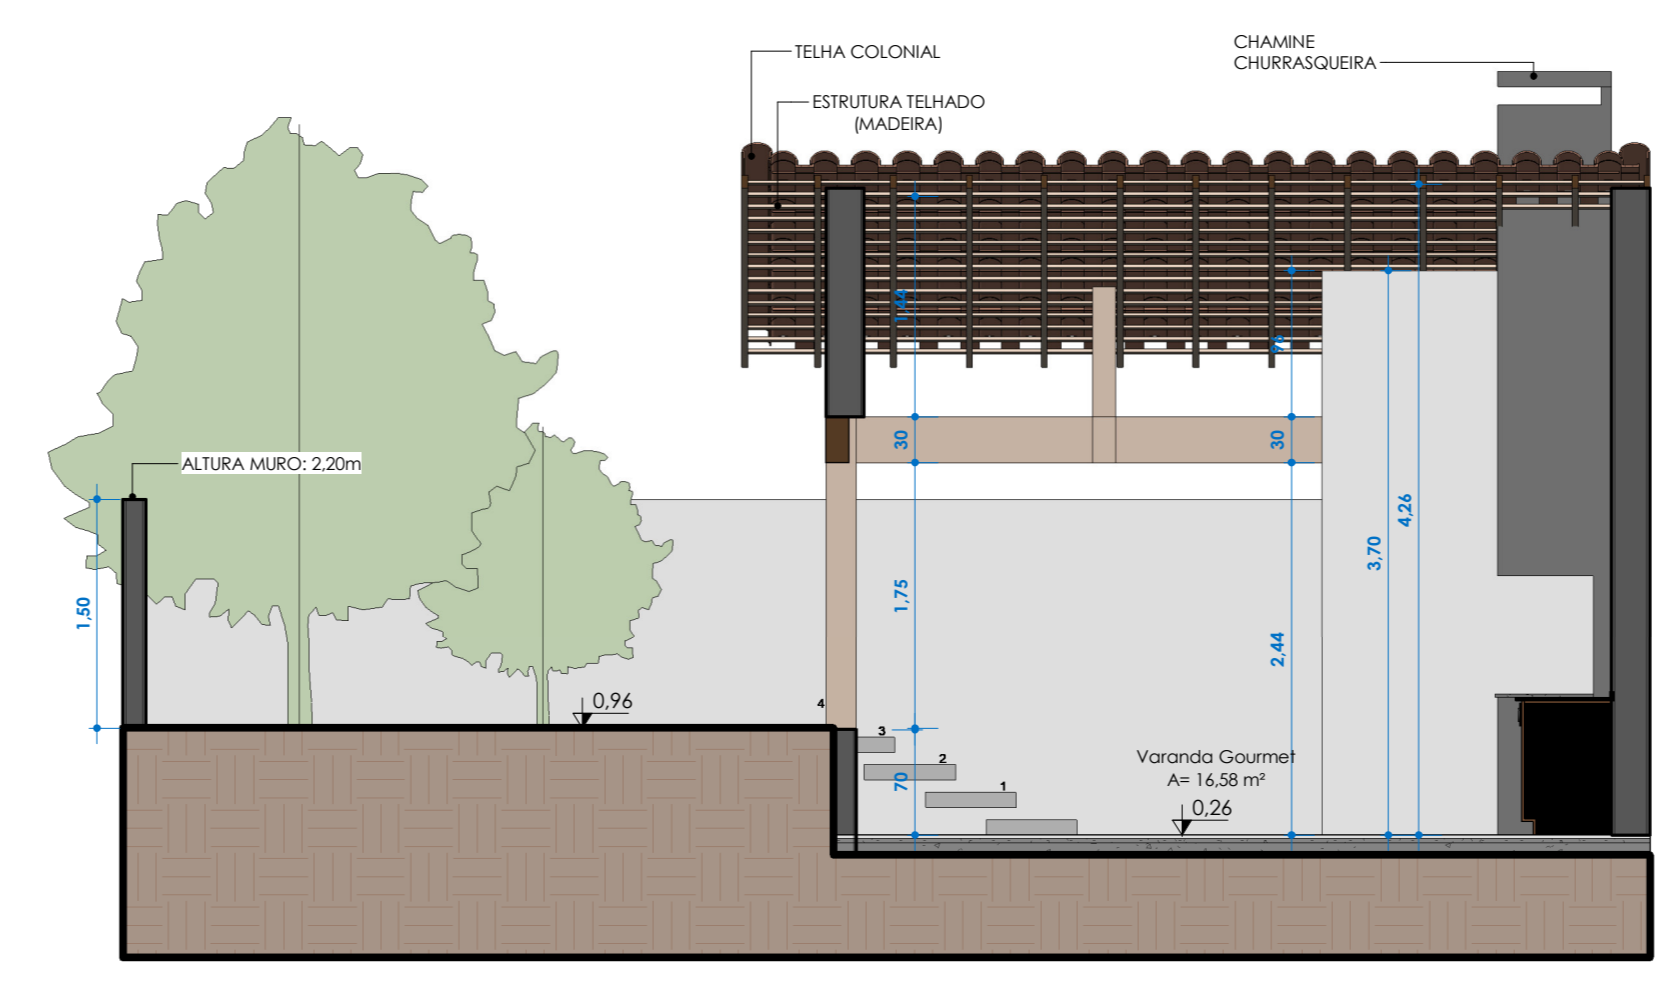 CHAMINE
CHURRASQUEIRA
TELHA COLONIAL
ESTRUTURA TELHADO
(MADEIRA)
1,44
96
30
30
ALTURA MURO: 2,20m
4,26
3,70
1,50
1,75
2,44
0,96
4
3
2
1
70
Varanda Gourmet
A= 16,58 m²
0,26